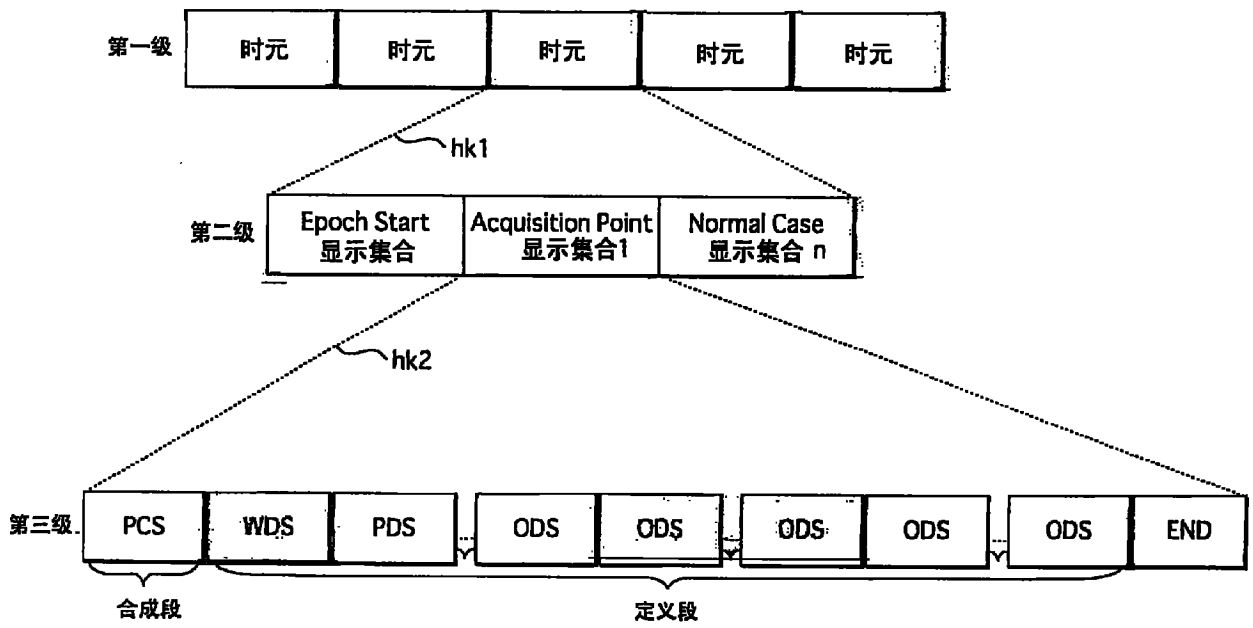 第一级 时元 时元 时元 时元 时元
hk1
第二级 Epoch Start 显示集合 Acquisition Point 显示集合1 Normal Case 显示集合 n
hk2
第三级 PCS WDS PDS ODS ODS ODS ODS ODS END
合成段 定义段